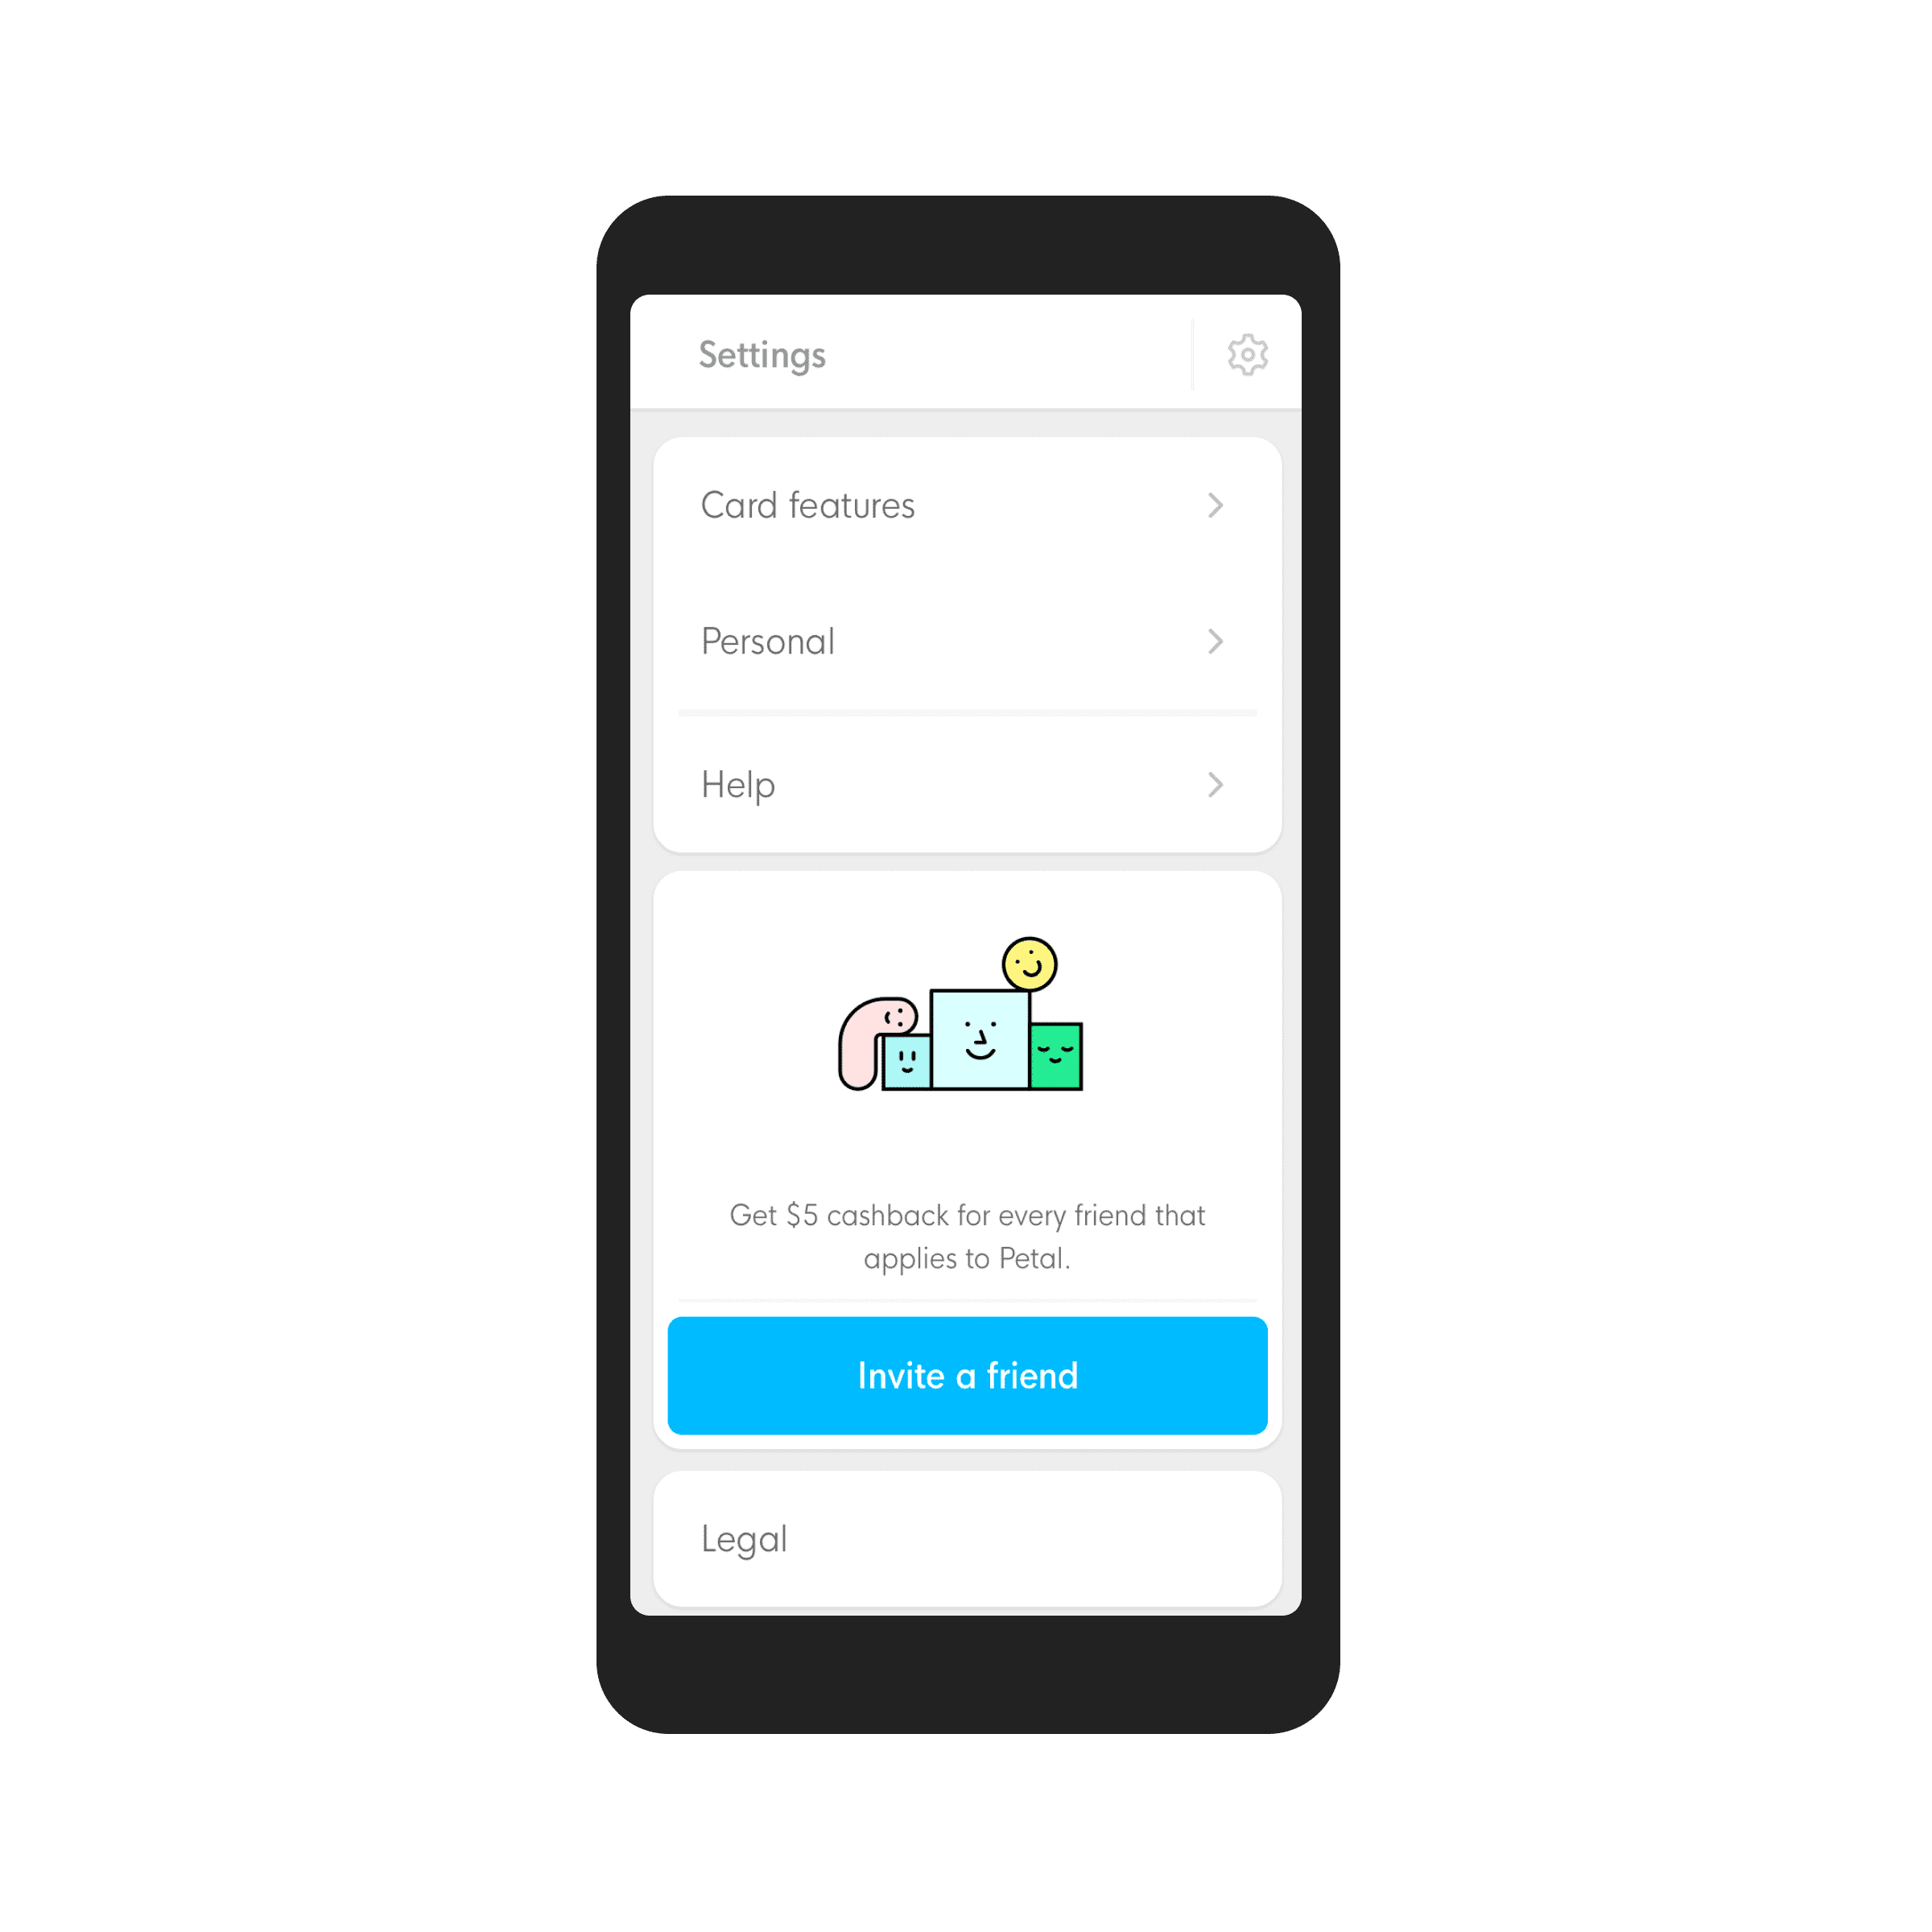 Settings
Card features
Personal
Help
Get $5 cashback for every friend that
applies to Petal.
Invite a friend
Legal